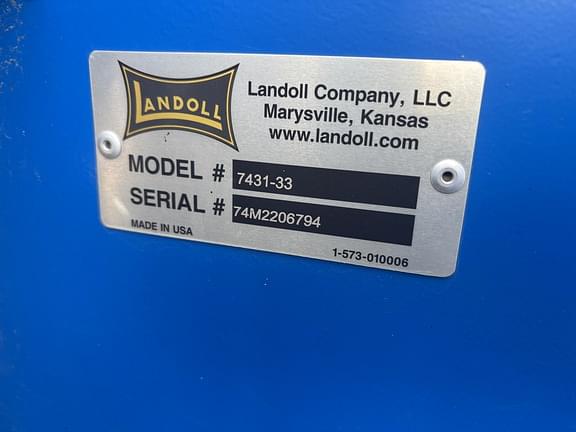 LANDOLL
Landoll Company, LLC
Marysville, Kansas
www.landoll.com
MODEL # 7431-33
SERIAL # 74M2206794
MADE IN USA
1-573-010006